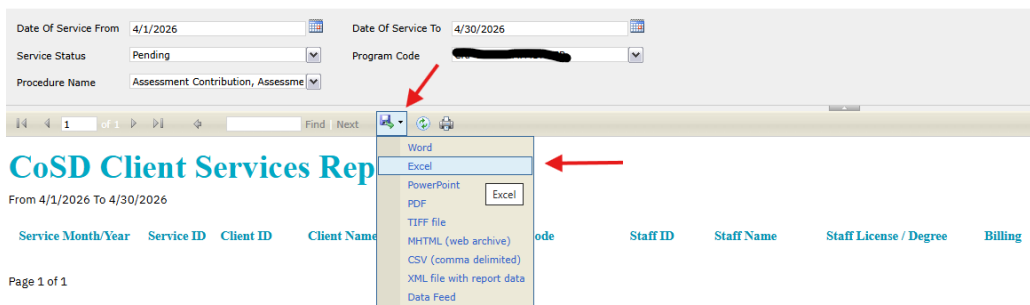 Date Of Service From 4/1/2026 Date Of Service To 4/30/2026
Service Status Pending Program Code
Procedure Name Assessment Contribution, Assessme
1 of 1 Find | Next
Word
Excel
CoSD Client Services Rep
PowerPoint
Excel
PDF
From 4/1/2026 To 4/30/2026
TIFF file
Service Month/Year Service ID Client ID Client Name ode Staff ID Staff Name Staff License / Degree Billing
MHTML (web archive)
CSV (comma delimited)
XML file with report data
Page 1 of 1
Data Feed